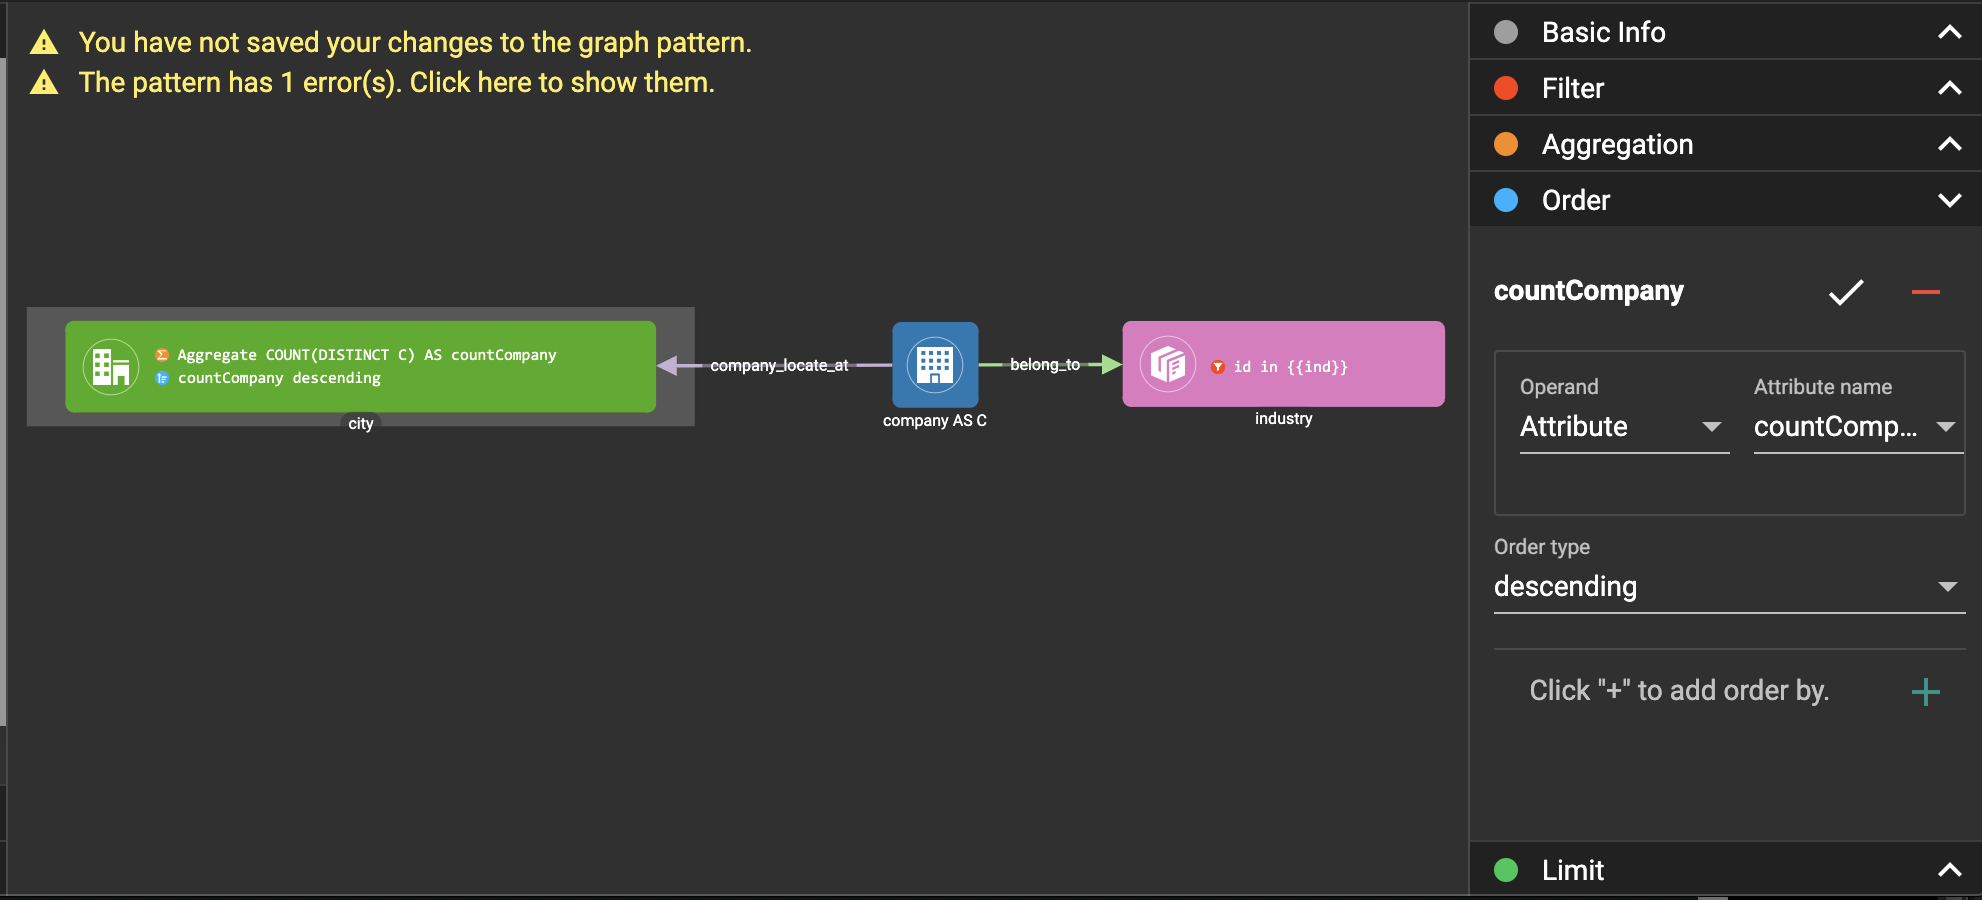 You have not saved your changes to the graph pattern.
The pattern has 1 error(s). Click here to show them.
Aggregate COUNT(DISTINCT C) AS countCompany
countCompany descending
city
company_locate_at
company AS C
belong_to
id in {{ind}}
industry
Basic Info
Filter
Aggregation
Order
countCompany
Operand
Attribute name
Attribute
countComp...
Order type
descending
Click "+" to add order by.
Limit